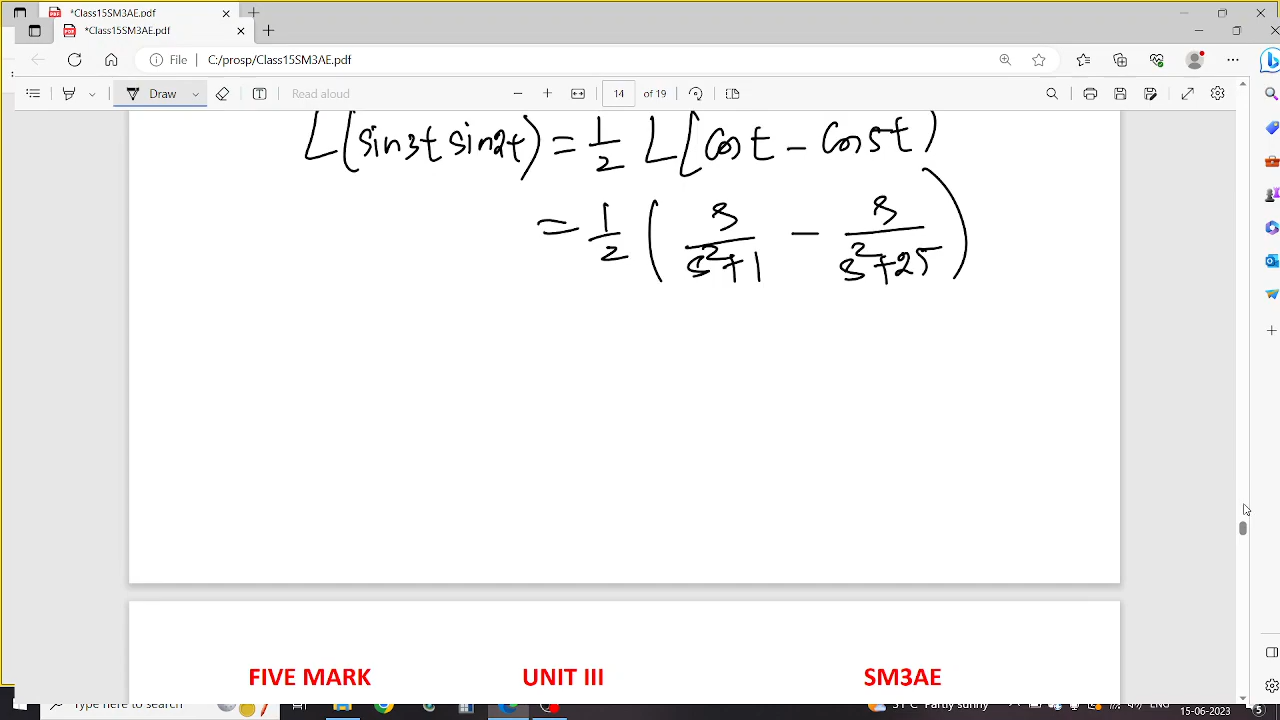 *Class15SM3AE.pdf
*Class15SM3AE.pdf
File C:/prosp/Class15SM3AE.pdf
Draw Read aloud 14 of 19
L(sin3t sin2t) = 1/2 L(cost - cos5t)
= 1/2 ( s/(s²+1) - s/(s²+25) )
FIVE MARK UNIT III SM3AE
15-06-2023